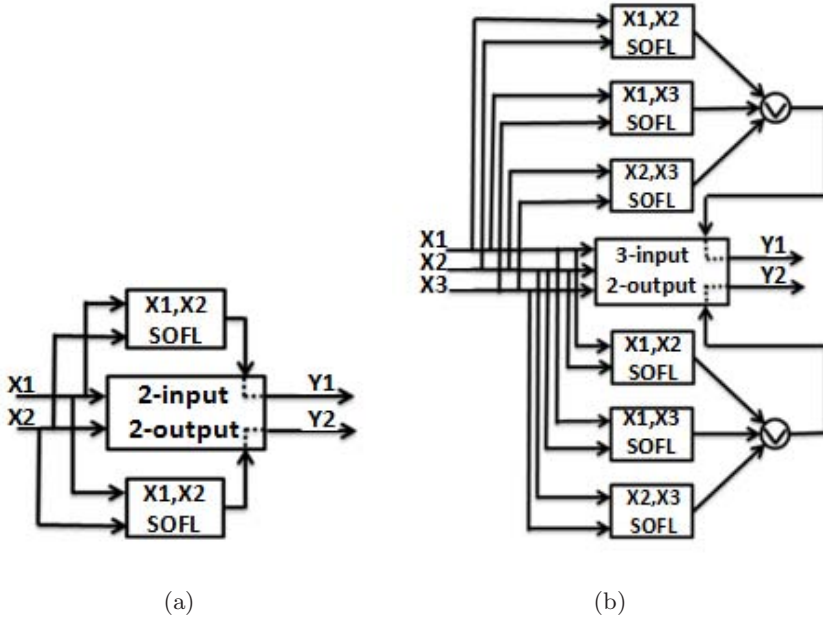 X1
X2
X1,X2
SOFL
2-input
2-output
X1,X2
SOFL
Y1
Y2
(a)
X1
X2
X3
X1,X2
SOFL
X1,X3
SOFL
X2,X3
SOFL
3-input
2-output
X1,X2
SOFL
X1,X3
SOFL
X2,X3
SOFL
Y1
Y2
(b)